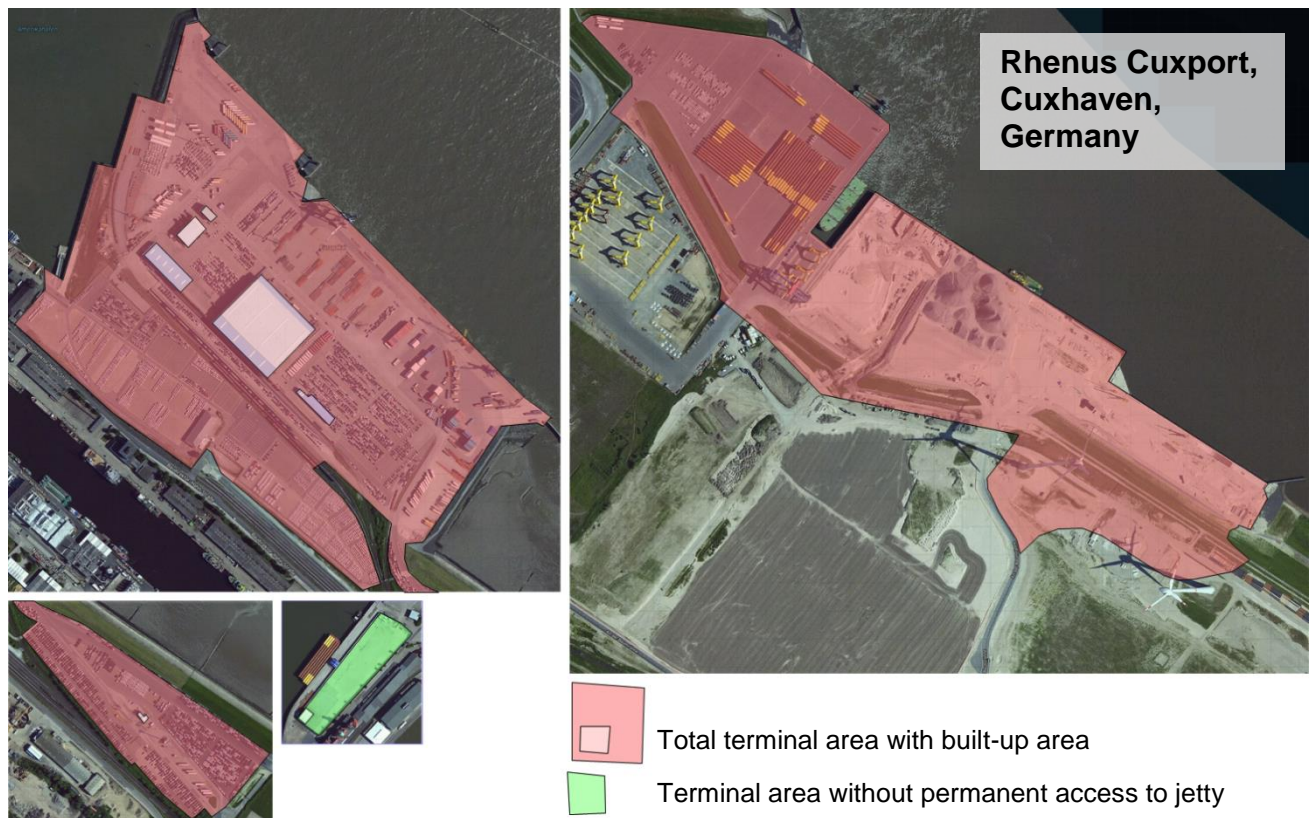 Rhenus Cuxport,
Cuxhaven,
Germany
Total terminal area with built-up area
Terminal area without permanent access to jetty